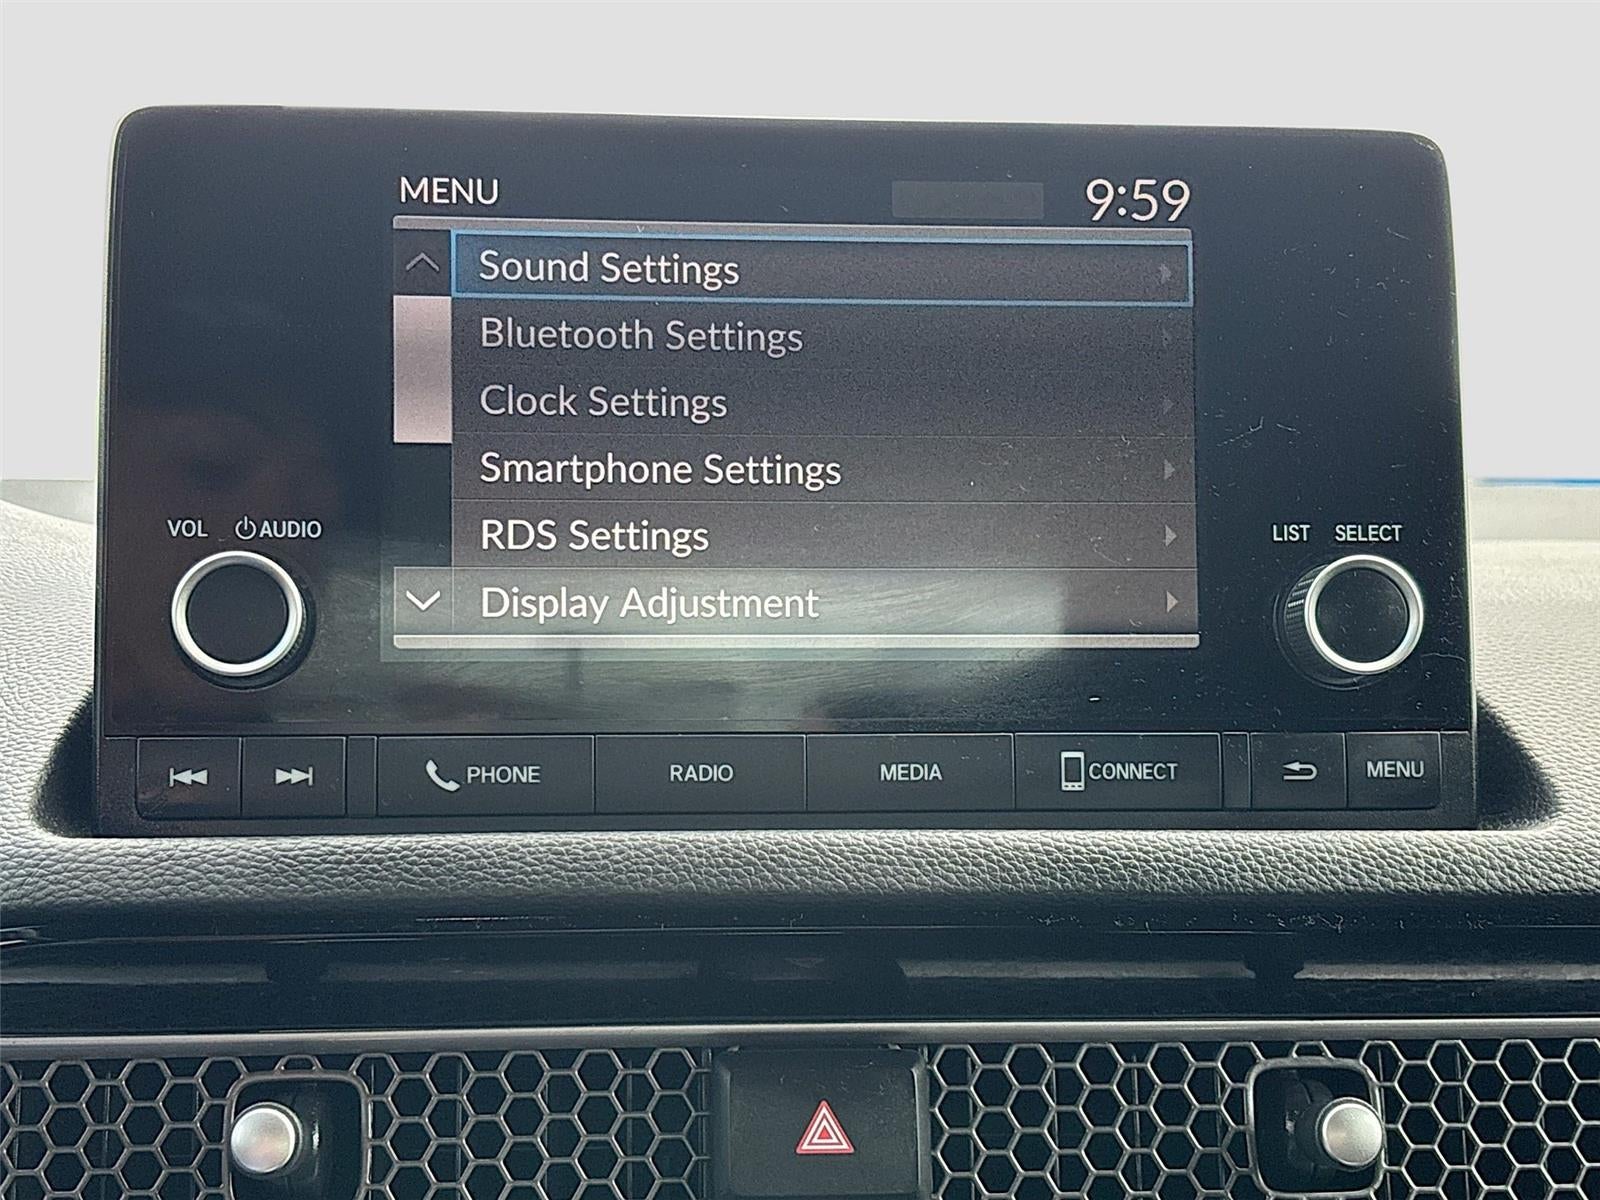 MENU 9:59
Sound Settings
Bluetooth Settings
Clock Settings
Smartphone Settings
RDS Settings
Display Adjustment
VOL AUDIO
LIST SELECT
PHONE RADIO MEDIA CONNECT MENU